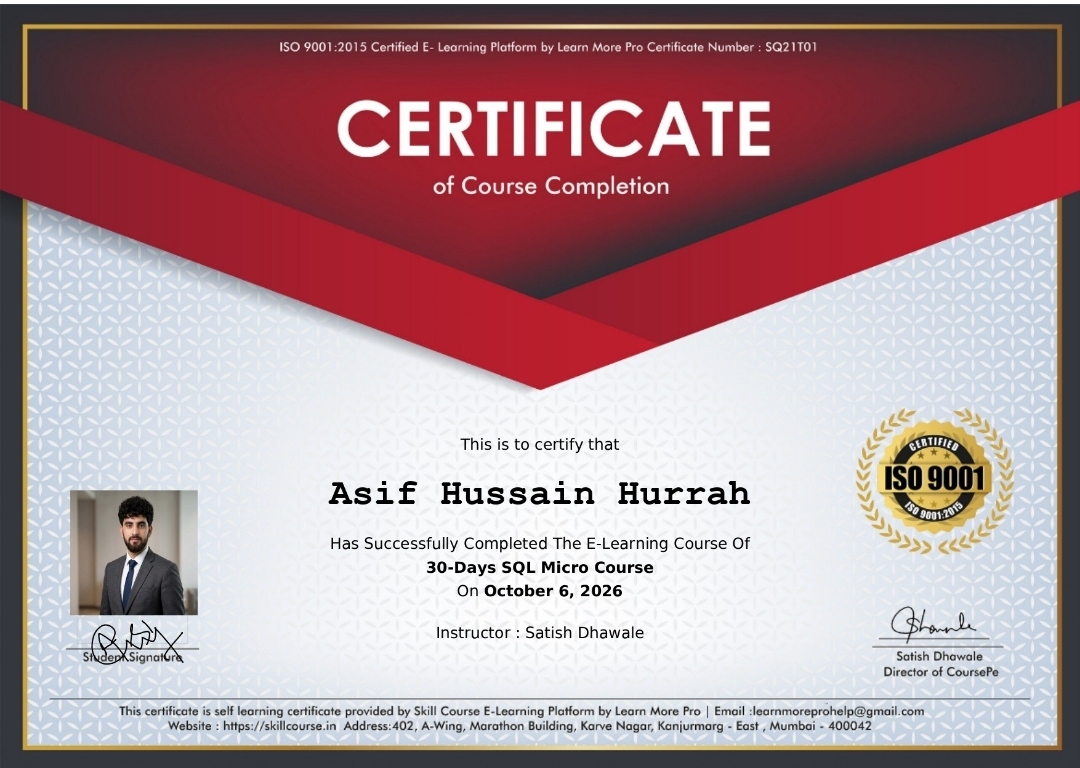 ISO 9001:2015 Certified E- Learning Platform by Learn More Pro Certificate Number : SQ21T01
CERTIFICATE
of Course Completion
This is to certify that
Asif Hussain Hurrah
Has Successfully Completed The E-Learning Course Of
30-Days SQL Micro Course
On October 6, 2026
Instructor : Satish Dhawale
CERTIFIED
ISO 9001
ISO 9001:2015
Student Signature
Satish Dhawale
Director of CoursePe
This certificate is self learning certificate provided by Skill Course E-Learning Platform by Learn More Pro | Email :learnmoreprohelp@gmail.com
Website : https://skillcourse.in Address:402, A-Wing, Marathon Building, Karve Nagar, Kanjurmarg - East , Mumbai - 400042